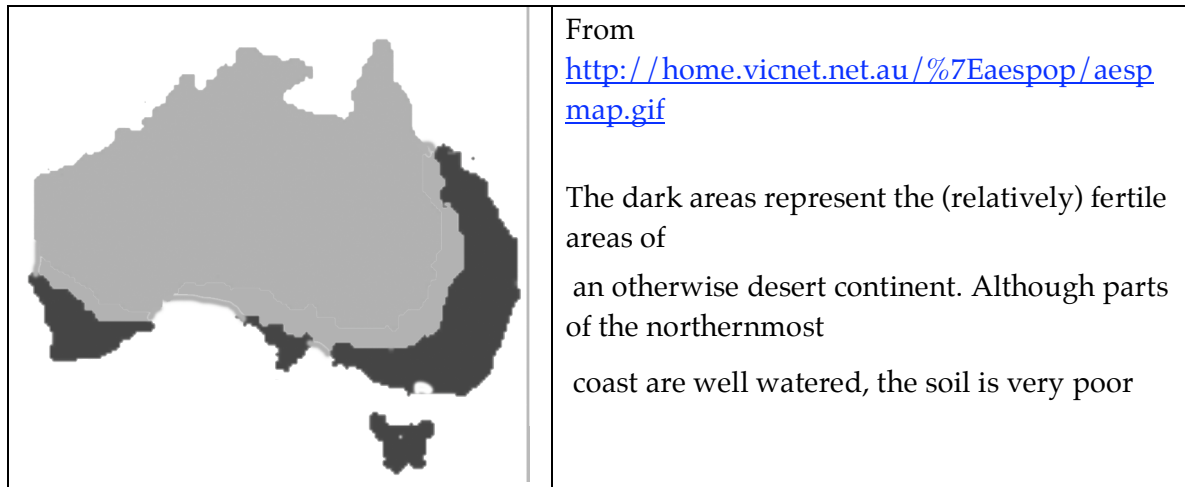 From
http://home.vicnet.net.au/%7Eaespop/aesp
map.gif
The dark areas represent the (relatively) fertile
areas of
an otherwise desert continent. Although parts
of the northernmost
coast are well watered, the soil is very poor